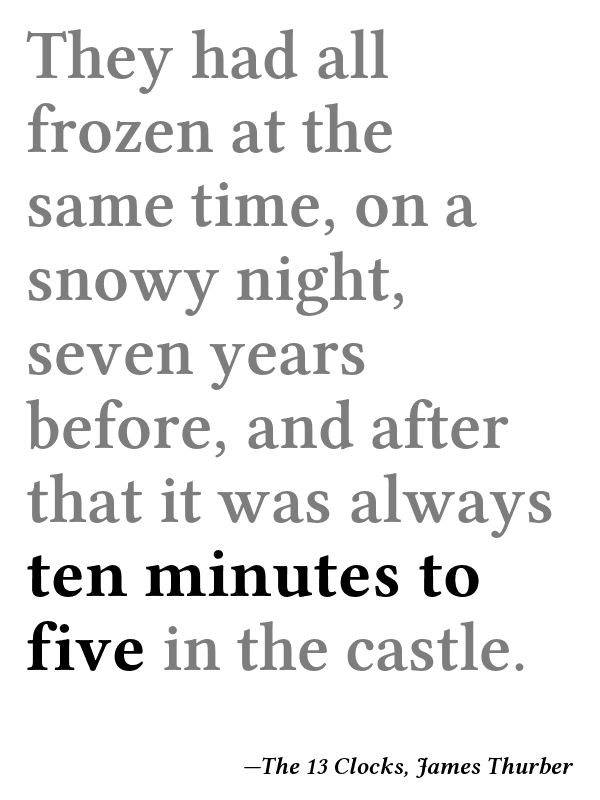 They had all
frozen at the
same time, on a
snowy night,
seven years
before, and after
that it was always
ten minutes to
five in the castle.
—The 13 Clocks, James Thurber